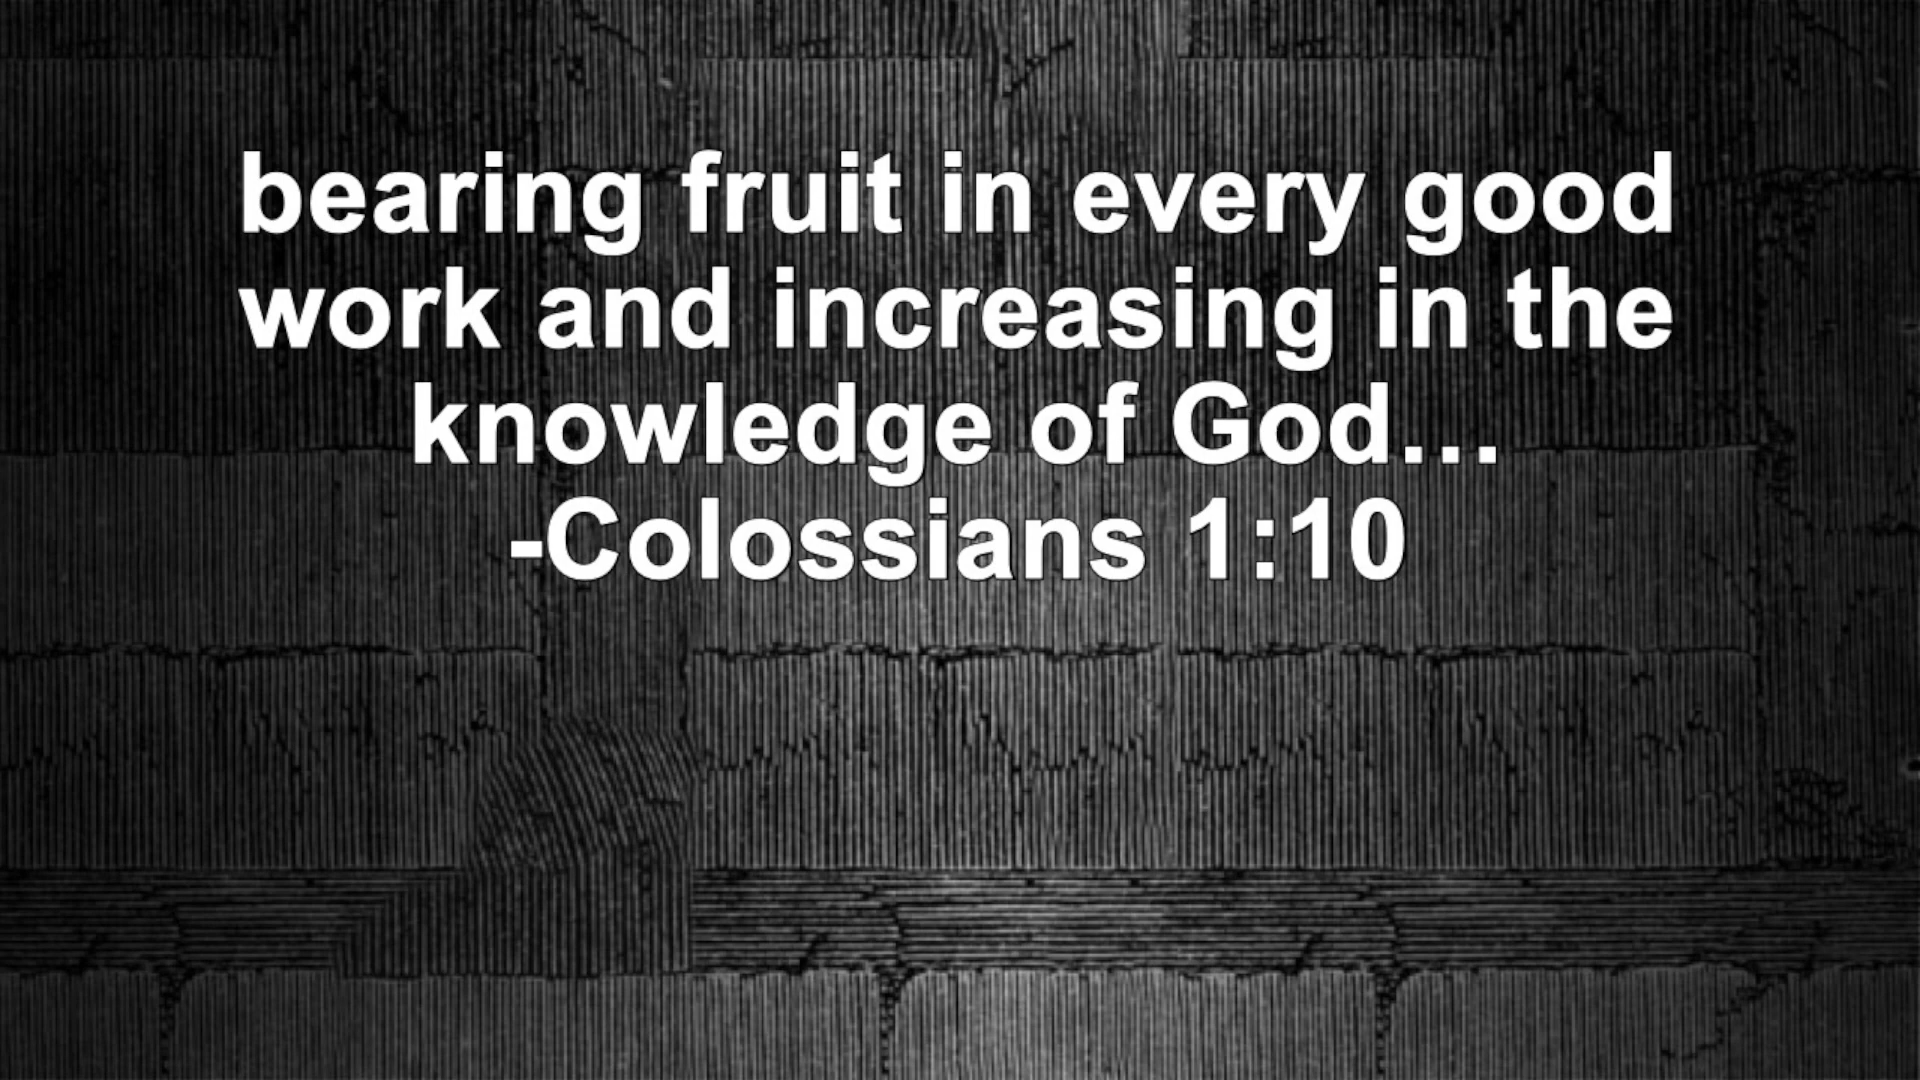 bearing fruit in every good
work and increasing in the
knowledge of God…
-Colossians 1:10